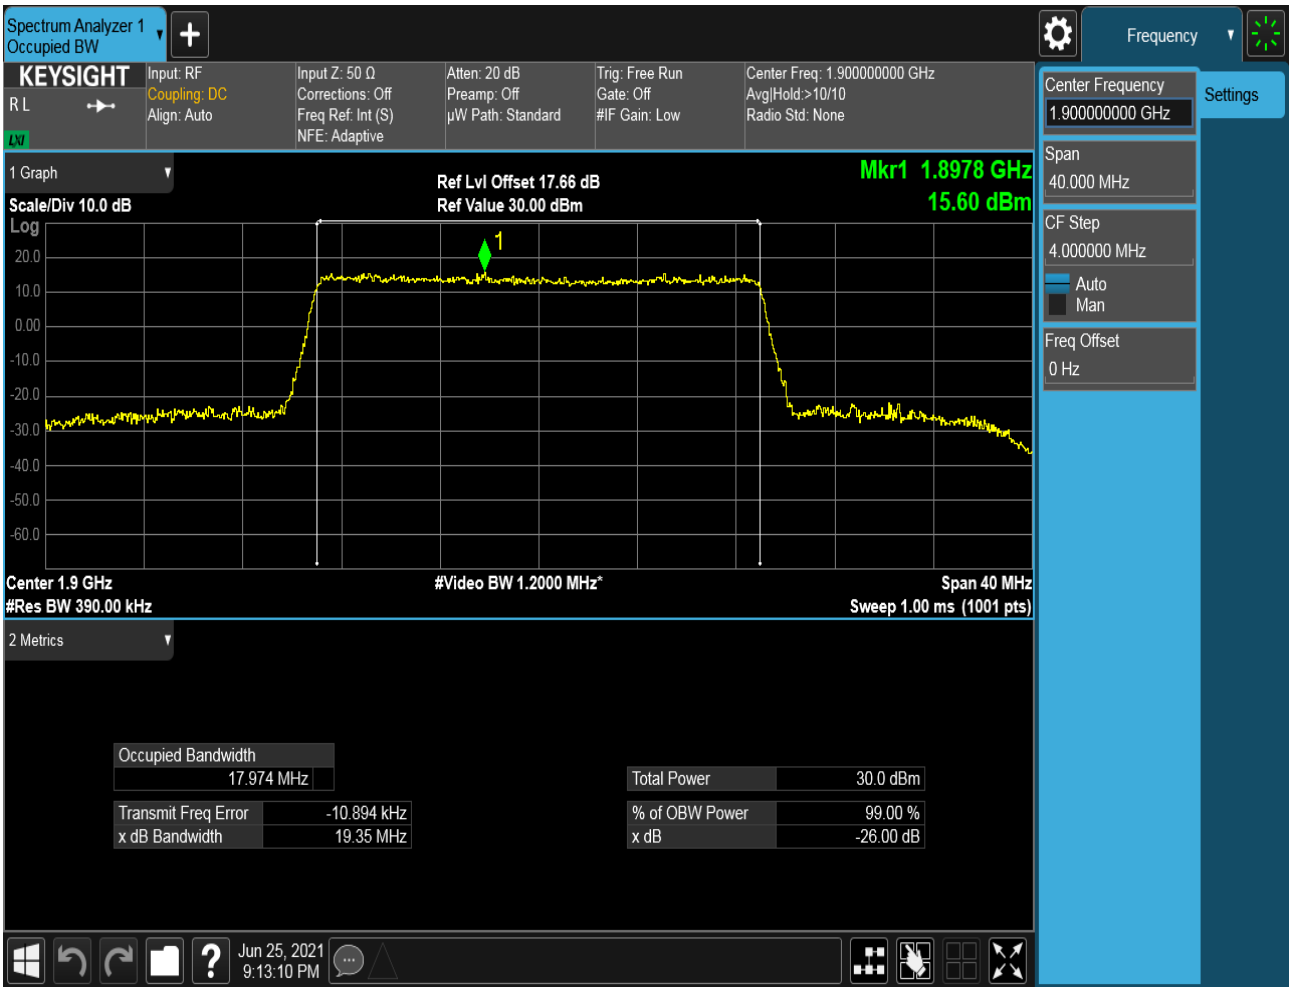 Spectrum Analyzer 1
Occupied BW
Frequency
KEYSIGHT
R L
LXI
Input: RF
Coupling: DC
Align: Auto
Input Z: 50 Ω
Corrections: Off
Freq Ref: Int (S)
NFE: Adaptive
Atten: 20 dB
Preamp: Off
µW Path: Standard
Trig: Free Run
Gate: Off
#IF Gain: Low
Center Freq: 1.900000000 GHz
Avg|Hold:>10/10
Radio Std: None
Center Frequency
1.900000000 GHz
Settings
Span
40.000 MHz
CF Step
4.000000 MHz
Auto
Man
Freq Offset
0 Hz
1 Graph
Scale/Div 10.0 dB
Log
Ref Lvl Offset 17.66 dB
Ref Value 30.00 dBm
Mkr1 1.8978 GHz
15.60 dBm
1
20.0
10.0
0.00
-10.0
-20.0
-30.0
-40.0
-50.0
-60.0
Center 1.9 GHz
#Video BW 1.2000 MHz*
Span 40 MHz
#Res BW 390.00 kHz
Sweep 1.00 ms (1001 pts)
2 Metrics
Occupied Bandwidth
17.974 MHz
Total Power 30.0 dBm
Transmit Freq Error -10.894 kHz
% of OBW Power 99.00 %
x dB Bandwidth 19.35 MHz
x dB -26.00 dB
?
Jun 25, 2021
9:13:10 PM